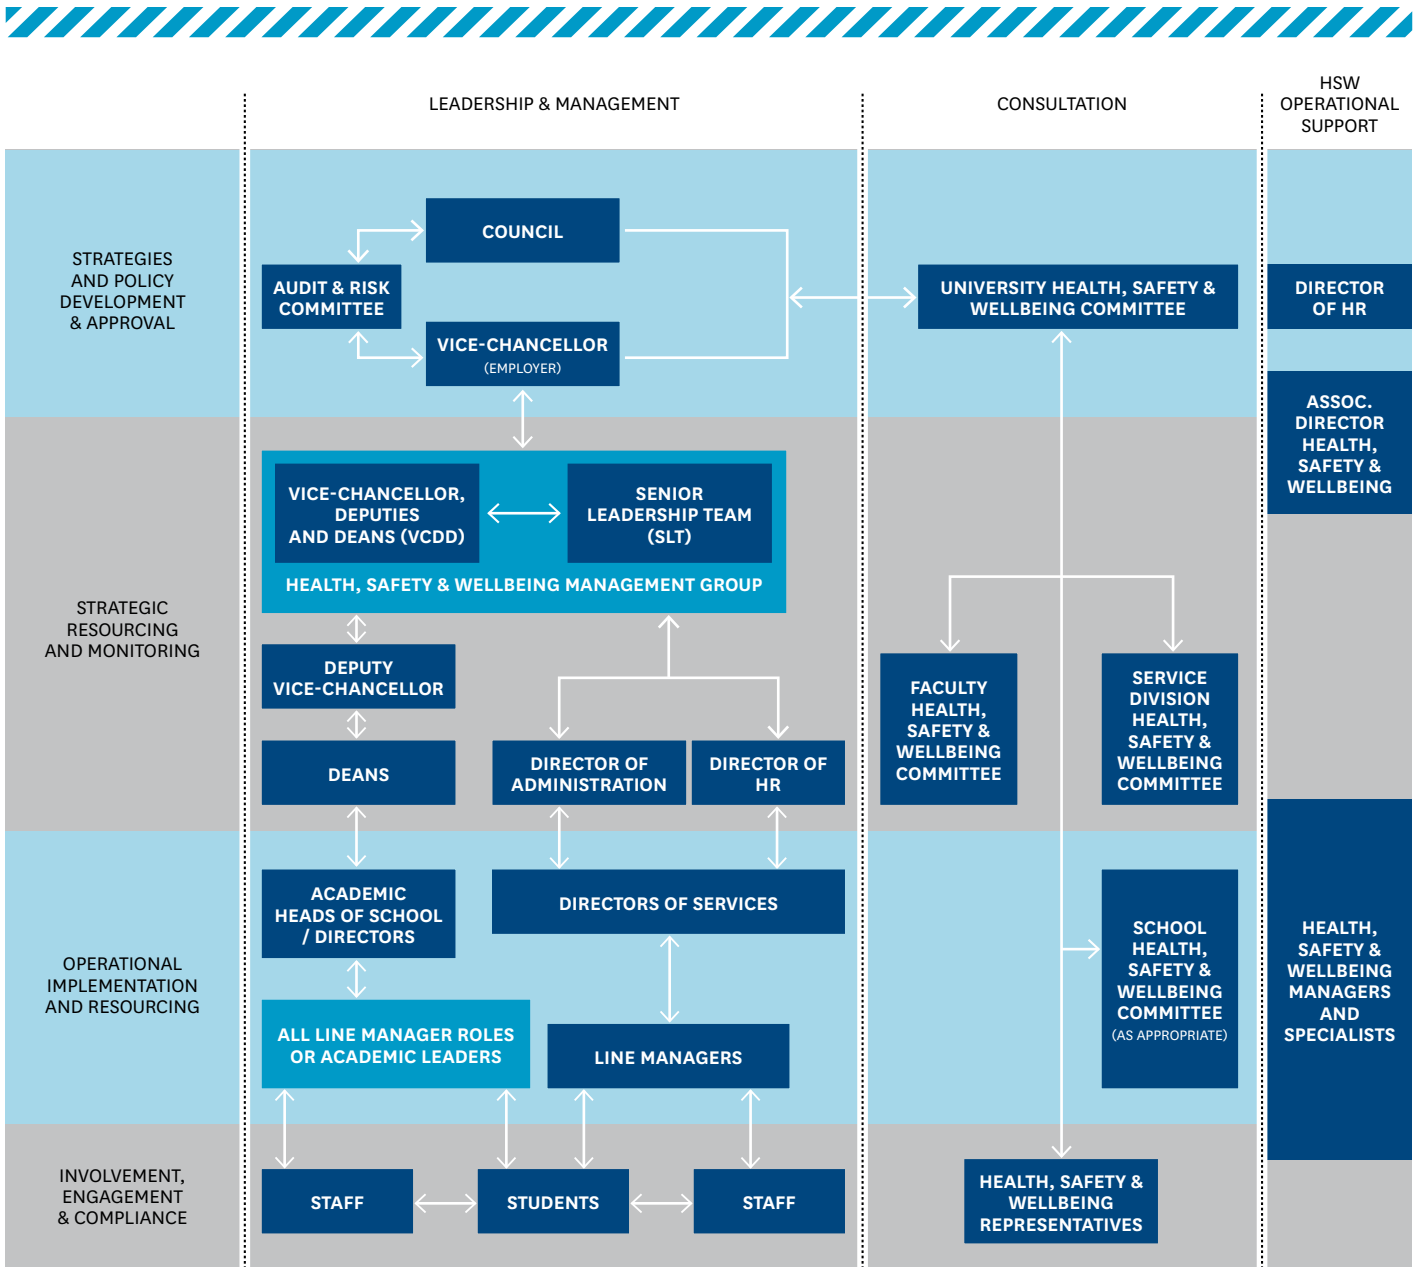 LEADERSHIP & MANAGEMENT
CONSULTATION
HSW
OPERATIONAL
SUPPORT
STRATEGIES
AND POLICY
DEVELOPMENT
& APPROVAL
COUNCIL
AUDIT & RISK
COMMITTEE
VICE-CHANCELLOR
(EMPLOYER)
UNIVERSITY HEALTH, SAFETY &
WELLBEING COMMITTEE
DIRECTOR
OF HR
ASSOC.
DIRECTOR
HEALTH,
SAFETY &
WELLBEING
STRATEGIC
RESOURCING
AND MONITORING
VICE-CHANCELLOR,
DEPUTIES
AND DEANS (VCDD)
SENIOR
LEADERSHIP TEAM
(SLT)
HEALTH, SAFETY & WELLBEING MANAGEMENT GROUP
DEPUTY
VICE-CHANCELLOR
DEANS
DIRECTOR OF
ADMINISTRATION
DIRECTOR OF
HR
FACULTY
HEALTH,
SAFETY &
WELLBEING
COMMITTEE
SERVICE
DIVISION
HEALTH,
SAFETY &
WELLBEING
COMMITTEE
OPERATIONAL
IMPLEMENTATION
AND RESOURCING
ACADEMIC
HEADS OF SCHOOL
/ DIRECTORS
DIRECTORS OF SERVICES
ALL LINE MANAGER ROLES
OR ACADEMIC LEADERS
LINE MANAGERS
SCHOOL
HEALTH,
SAFETY &
WELLBEING
COMMITTEE
(AS APPROPRIATE)
HEALTH,
SAFETY &
WELLBEING
MANAGERS
AND
SPECIALISTS
INVOLVEMENT,
ENGAGEMENT
& COMPLIANCE
STAFF
STUDENTS
STAFF
HEALTH, SAFETY &
WELLBEING
REPRESENTATIVES